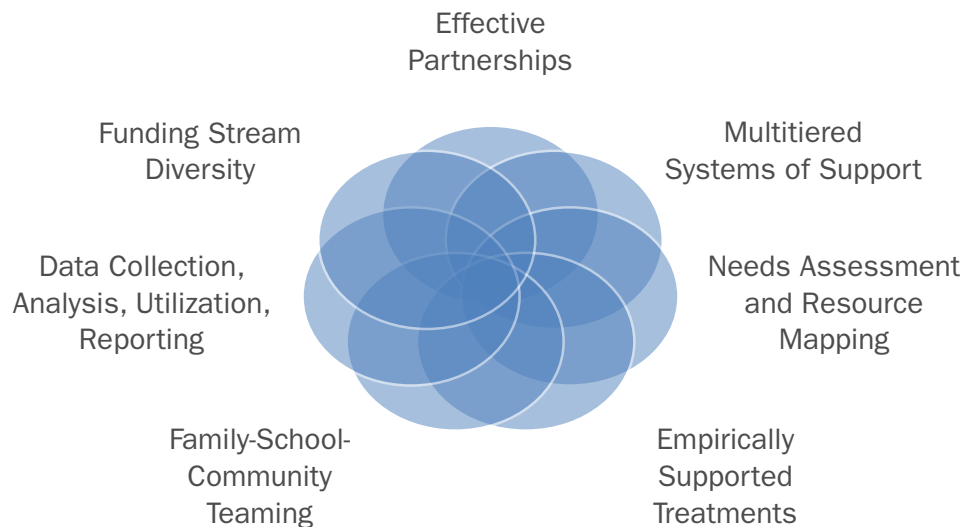 Effective
Partnerships
Multitiered
Systems of Support
Needs Assessment
and Resource
Mapping
Empirically
Supported
Treatments
Family-School-
Community
Teaming
Data Collection,
Analysis, Utilization,
Reporting
Funding Stream
Diversity